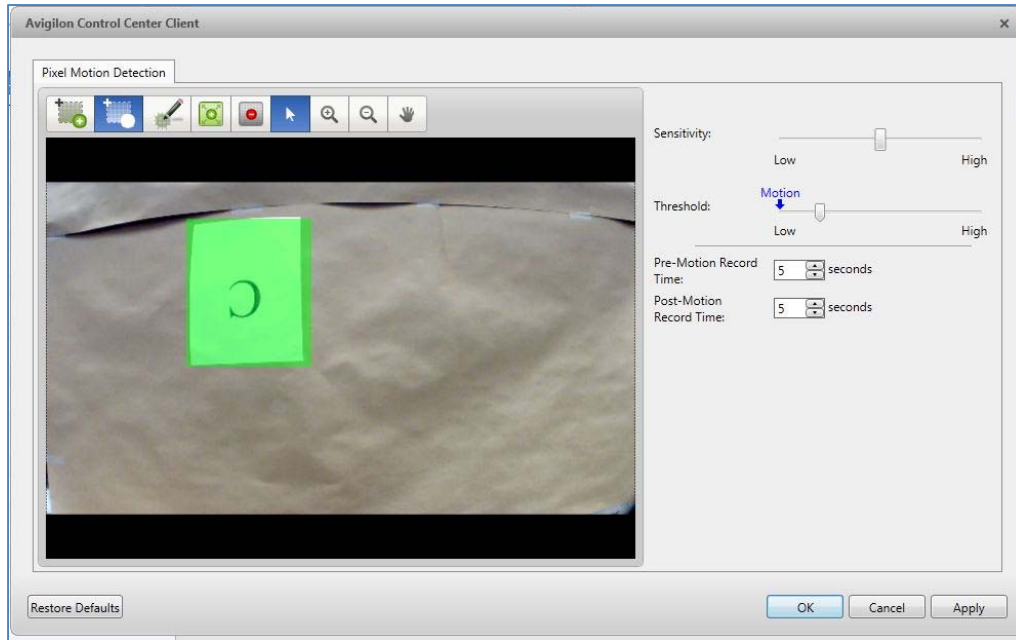 Avigilon Control Center Client
Pixel Motion Detection
Sensitivity:
Low High
Motion
Threshold:
Low High
Pre-Motion Record
Time:
5 seconds
Post-Motion
Record Time:
5 seconds
C
Restore Defaults
OK Cancel Apply